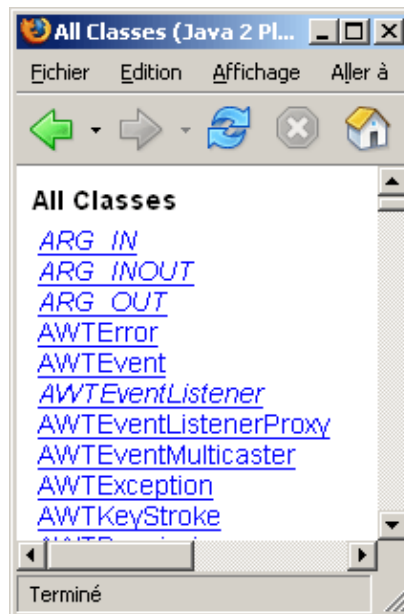 All Classes (Java 2 Pl...
Fichier Edition Affichage Aller à
All Classes
ARG_IN
ARG_INOUT
ARG_OUT
AWTError
AWTEvent
AWTEventListener
AWTEventListenerProxy
AWTEventMulticaster
AWTException
AWTKeyStroke
Terminé